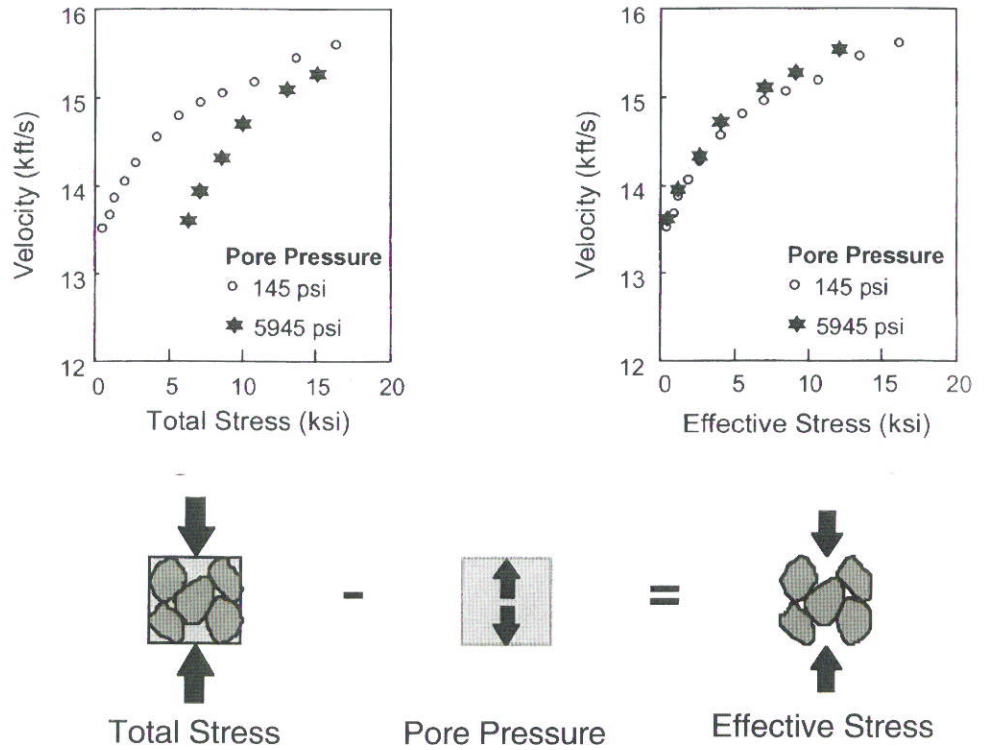 16
15
14
13
12
Velocity (kft/s)
Pore Pressure
145 psi
5945 psi
0 5 10 15 20
Total Stress (ksi)
16
15
14
13
12
Velocity (kft/s)
Pore Pressure
145 psi
5945 psi
0 5 10 15 20
Effective Stress (ksi)
- =
Total Stress
Pore Pressure
Effective Stress